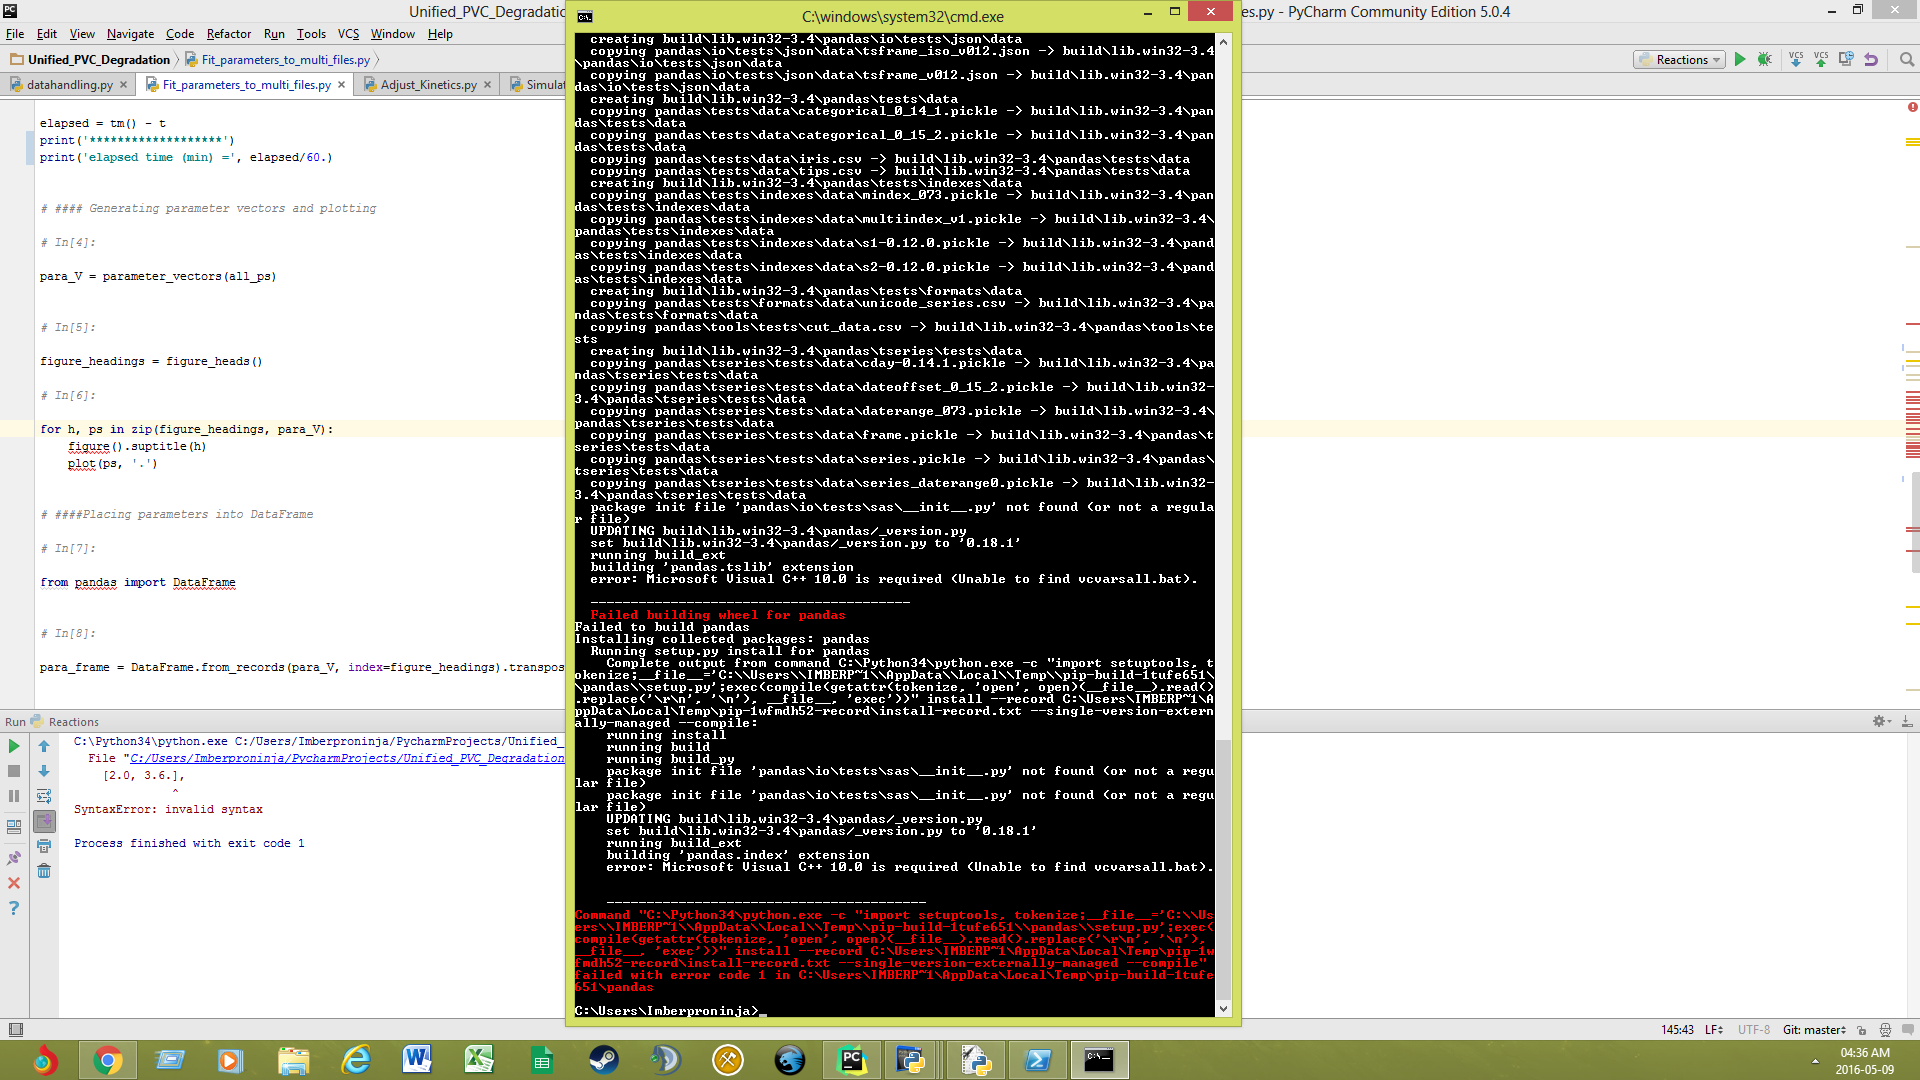 Unified_PVC_Degradatio
C:\windows\system32\cmd.exe
es.py - PyCharm Community Edition 5.0.4
File Edit View Navigate Code Refactor Run Tools VCS Window Help
Unified_PVC_Degradation Fit_parameters_to_multi_files.py
Reactions
VCS VCS
datahandling.py Fit_parameters_to_multi_files.py Adjust_Kinetics.py Simulat
elapsed = tm() - t
print('*******************')
print('elapsed time (min) =', elapsed/60.)
# #### Generating parameter vectors and plotting
# In[4]:
para_V = parameter_vectors(all_ps)
# In[5]:
figure_headings = figure_heads()
# In[6]:
for h, ps in zip(figure_headings, para_V):
figure().suptitle(h)
plot(ps, '.')
# ####Placing parameters into DataFrame
# In[7]:
from pandas import DataFrame
# In[8]:
para_frame = DataFrame.from_records(para_V, index=figure_headings).transpos
Run Reactions
C:\Python34\python.exe C:/Users/Imberproninja/PycharmProjects/Unified_
File "C:/Users/Imberproninja/PycharmProjects/Unified_PVC_Degradation
[2.0, 3.6.],
^
SyntaxError: invalid syntax
Process finished with exit code 1
creating build\lib.win32-3.4\pandas\io\tests\json\data
copying pandas\io\tests\json\data\tsframe_iso_v012.json -> build\lib.win32-3.4
\pandas\io\tests\json\data
copying pandas\io\tests\json\data\tsframe_v012.json -> build\lib.win32-3.4\pan
das\io\tests\json\data
creating build\lib.win32-3.4\pandas\tests\data
copying pandas\tests\data\categorical_0_14_1.pickle -> build\lib.win32-3.4\pan
das\tests\data
copying pandas\tests\data\categorical_0_15_2.pickle -> build\lib.win32-3.4\pan
das\tests\data
copying pandas\tests\data\iris.csv -> build\lib.win32-3.4\pandas\tests\data
copying pandas\tests\data\tips.csv -> build\lib.win32-3.4\pandas\tests\data
creating build\lib.win32-3.4\pandas\tests\indexes\data
copying pandas\tests\indexes\data\mindex_073.pickle -> build\lib.win32-3.4\pan
das\tests\indexes\data
copying pandas\tests\indexes\data\multiindex_v1.pickle -> build\lib.win32-3.4\
pandas\tests\indexes\data
copying pandas\tests\indexes\data\s1-0.12.0.pickle -> build\lib.win32-3.4\pand
as\tests\indexes\data
copying pandas\tests\indexes\data\s2-0.12.0.pickle -> build\lib.win32-3.4\pand
as\tests\indexes\data
creating build\lib.win32-3.4\pandas\tests\formats\data
copying pandas\tests\formats\data\unicode_series.csv -> build\lib.win32-3.4\pa
ndas\tests\formats\data
copying pandas\tools\tests\cut_data.csv -> build\lib.win32-3.4\pandas\tools\te
sts
creating build\lib.win32-3.4\pandas\tseries\tests\data
copying pandas\tseries\tests\data\cday-0.14.1.pickle -> build\lib.win32-3.4\pa
ndas\tseries\tests\data
copying pandas\tseries\tests\data\dateoffset_0_15_2.pickle -> build\lib.win32-
3.4\pandas\tseries\tests\data
copying pandas\tseries\tests\data\daterange_073.pickle -> build\lib.win32-3.4\
pandas\tseries\tests\data
copying pandas\tseries\tests\data\frame.pickle -> build\lib.win32-3.4\pandas\t
series\tests\data
copying pandas\tseries\tests\data\series.pickle -> build\lib.win32-3.4\pandas\
tseries\tests\data
copying pandas\tseries\tests\data\series_daterange0.pickle -> build\lib.win32-
3.4\pandas\tseries\tests\data
package init file 'pandas\io\tests\sas\__init__.py' not found (or not a regula
r file)
UPDATING build\lib.win32-3.4\pandas/_version.py
set build\lib.win32-3.4\pandas/_version.py to '0.18.1'
running build_ext
building 'pandas.tslib' extension
error: Microsoft Visual C++ 10.0 is required (Unable to find vcvarsall.bat).
----------------------------------------
Failed building wheel for pandas
Failed to build pandas
Installing collected packages: pandas
Running setup.py install for pandas
Complete output from command C:\Python34\python.exe -c "import setuptools, t
okenize;__file__='C:\\Users\\IMBERP~1\\AppData\\Local\\Temp\\pip-build-1tufe651\
\pandas\\setup.py';exec(compile(getattr(tokenize, 'open', open)(__file__).read()
.replace('\r\n', '\n'), __file__, 'exec'))" install --record C:\Users\IMBERP~1\A
ppData\Local\Temp\pip-1wfmdh52-record\install-record.txt --single-version-extern
ally-managed --compile:
running install
running build
running build_py
package init file 'pandas\io\tests\sas\__init__.py' not found (or not a regu
lar file)
package init file 'pandas\io\tests\sas\__init__.py' not found (or not a regu
lar file)
UPDATING build\lib.win32-3.4\pandas/_version.py
set build\lib.win32-3.4\pandas/_version.py to '0.18.1'
running build_ext
building 'pandas.index' extension
error: Microsoft Visual C++ 10.0 is required (Unable to find vcvarsall.bat).
----------------------------------------
Command "C:\Python34\python.exe -c "import setuptools, tokenize;__file__='C:\\Us
ers\\IMBERP~1\\AppData\\Local\\Temp\\pip-build-1tufe651\\pandas\\setup.py';exec(
compile(getattr(tokenize, 'open', open)(__file__).read().replace('\r\n', '\n'),
__file__, 'exec'))" install --record C:\Users\IMBERP~1\AppData\Local\Temp\pip-1w
fmdh52-record\install-record.txt --single-version-externally-managed --compile"
failed with error code 1 in C:\Users\IMBERP~1\AppData\Local\Temp\pip-build-1tufe
651\pandas
C:\Users\Imberproninja>_
145:43 LF UTF-8 Git: master
04:36 AM
2016-05-09